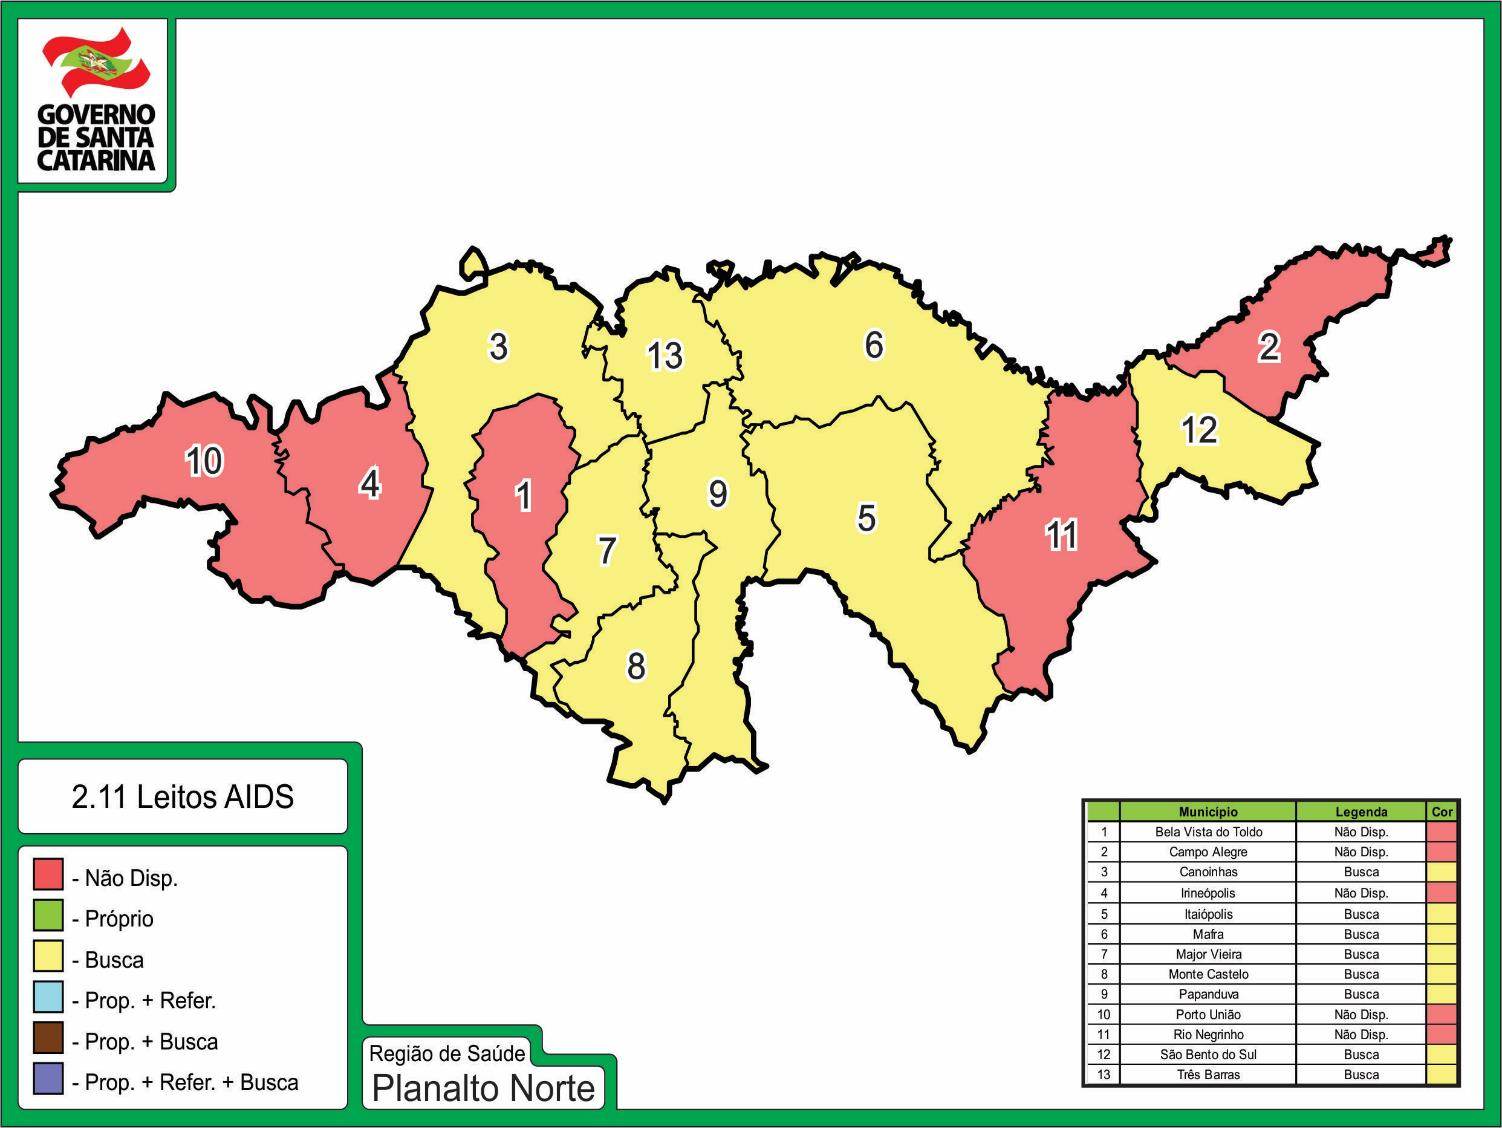 GOVERNO
DE SANTA
CATARINA
3
13
6
2
10
4
1
9
12
7
5
11
8
2.11 Leitos AIDS
- Não Disp.
- Próprio
- Busca
- Prop. + Refer.
- Prop. + Busca
- Prop. + Refer. + Busca
Região de Saúde
Planalto Norte
Município Legenda Cor
1 Bela Vista do Toldo Não Disp.
2 Campo Alegre Não Disp.
3 Canoinhas Busca
4 Irineópolis Não Disp.
5 Itaiópolis Busca
6 Mafra Busca
7 Major Vieira Busca
8 Monte Castelo Busca
9 Papanduva Busca
10 Porto União Não Disp.
11 Rio Negrinho Não Disp.
12 São Bento do Sul Busca
13 Três Barras Busca